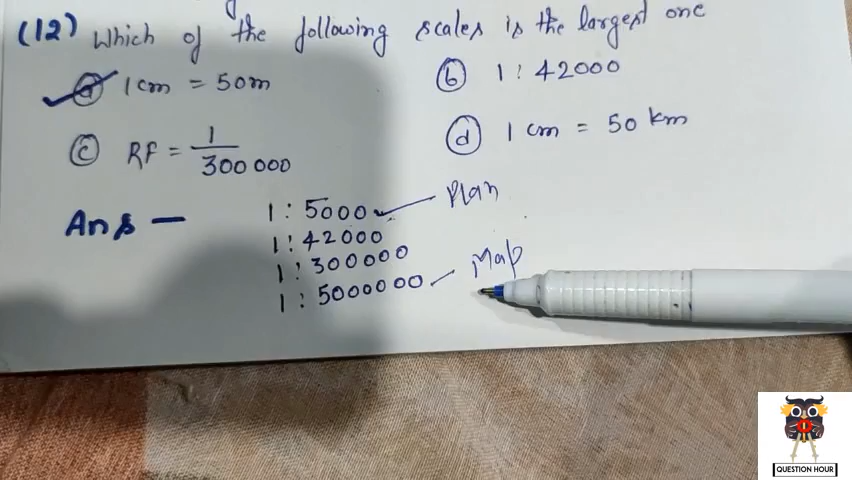 (12) Which of the following scales is the largest one
(a) 1 cm = 50m
(b) 1 : 42000
(c) RF = 1/300 000
(d) 1 cm = 50 km
Ans —
1 : 5000 Plan
1 : 42000
1 : 300000
1 : 5000000 Map
QUESTION HOUR